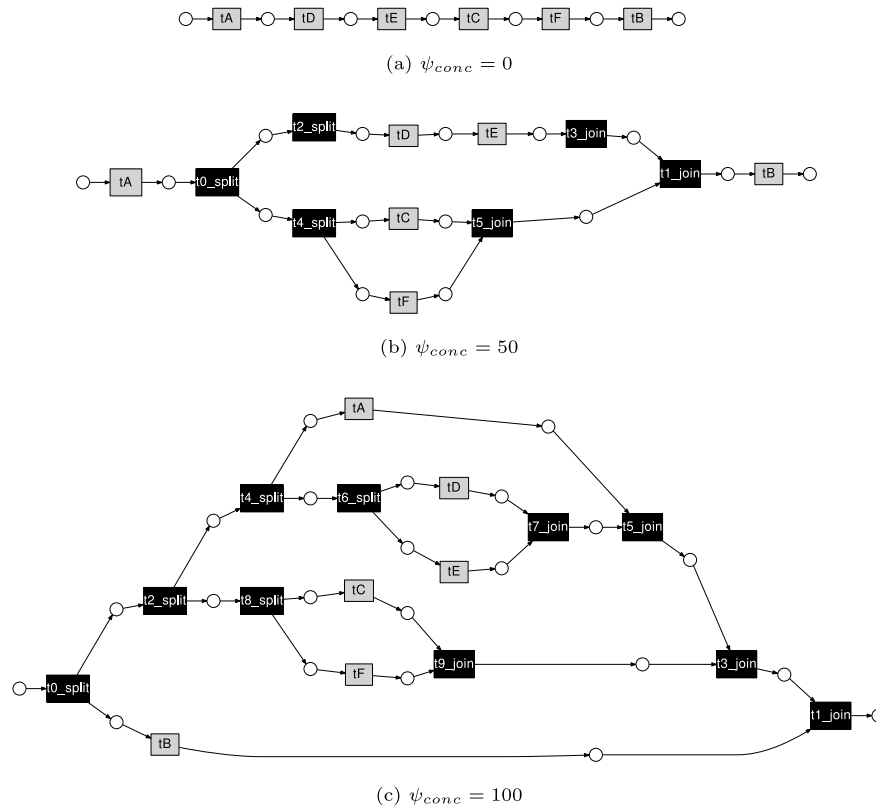 tA tD tE tC tF tB
(a) ψconc = 0
t2_split tD tE t3_join
tA t0_split t1_join tB
t4_split tC t5_join
tF
(b) ψconc = 50
tA
t4_split t6_split tD
t7_join t5_join
tE
t2_split t8_split tC
tF t9_join t3_join
t0_split
t1_join
tB
(c) ψconc = 100